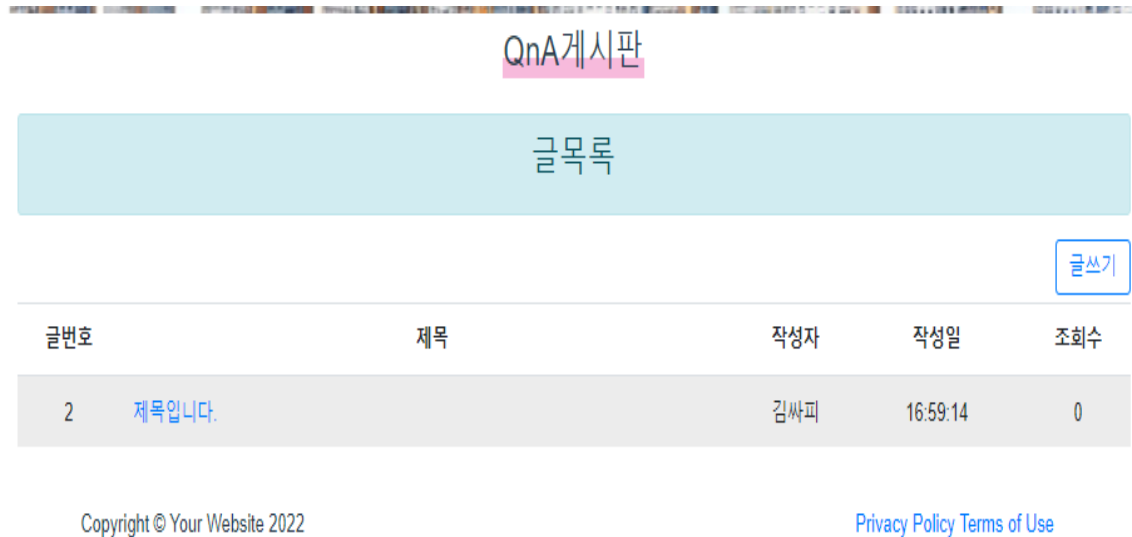 QnA게시판
글목록
글쓰기
글번호 제목 작성자 작성일 조회수
2 제목입니다. 김싸피 16:59:14 0
Copyright © Your Website 2022 Privacy Policy Terms of Use